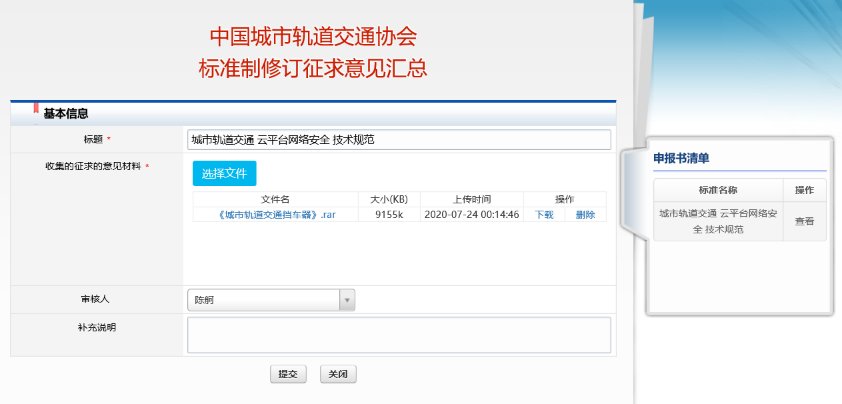 中国城市轨道交通协会
标准制修订征求意见汇总
基本信息
标题 *
城市轨道交通 云平台网络安全 技术规范
收集的征求的意见材料 *
选择文件
文件名 大小(KB) 上传时间 操作
《城市轨道交通挡车器》.rar 9155k 2020-07-24 00:14:46 下载 删除
审核人
陈舸
补充说明
提交 关闭
申报书清单
标准名称 操作
城市轨道交通 云平台网络安
全 技术规范
查看